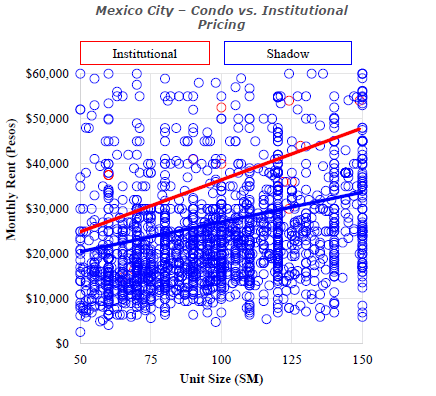 Mexico City – Condo vs. Institutional
Pricing
Institutional
Shadow
$60,000
$50,000
$40,000
$30,000
$20,000
$10,000
$0
Monthly Rent (Pesos)
50
75
100
125
150
Unit Size (SM)